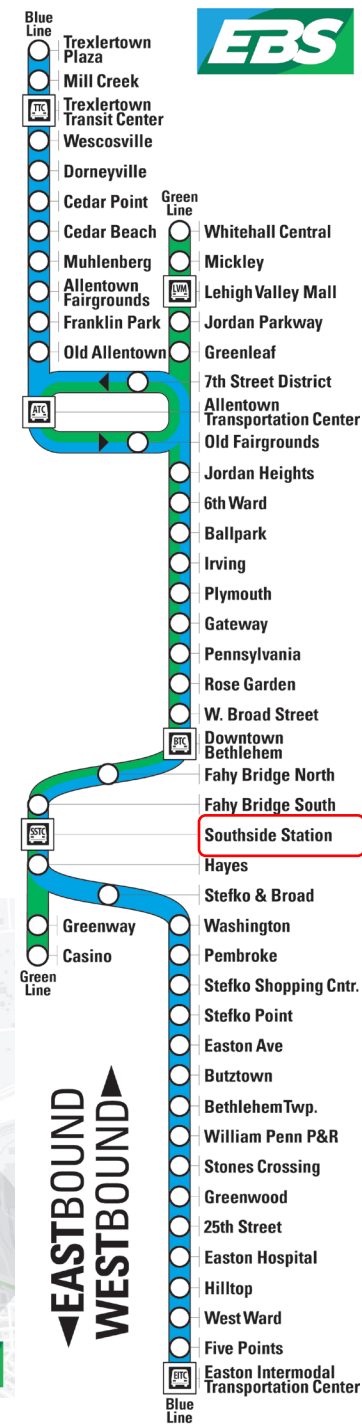 Blue
Line
EBS
Trexlertown
Plaza
Mill Creek
TTC
Trexlertown
Transit Center
Wescosville
Dorneyville
Cedar Point
Green
Line
Cedar Beach
Whitehall Central
Muhlenberg
Mickley
Allentown
Fairgrounds
LVM
Lehigh Valley Mall
Franklin Park
Jordan Parkway
Old Allentown
Greenleaf
7th Street District
ATC
Allentown
Transportation Center
Old Fairgrounds
Jordan Heights
6th Ward
Ballpark
Irving
Plymouth
Gateway
Pennsylvania
Rose Garden
W. Broad Street
BTC
Downtown
Bethlehem
Fahy Bridge North
Fahy Bridge South
SSTC
Southside Station
Hayes
Stefko & Broad
Greenway
Washington
Casino
Pembroke
Green
Line
Stefko Shopping Cntr.
Stefko Point
Easton Ave
Butztown
Bethlehem Twp.
William Penn P&R
Stones Crossing
Greenwood
25th Street
Easton Hospital
Hilltop
West Ward
Five Points
EASTBOUND
WESTBOUND
EITC
Easton Intermodal
Transportation Center
Blue
Line